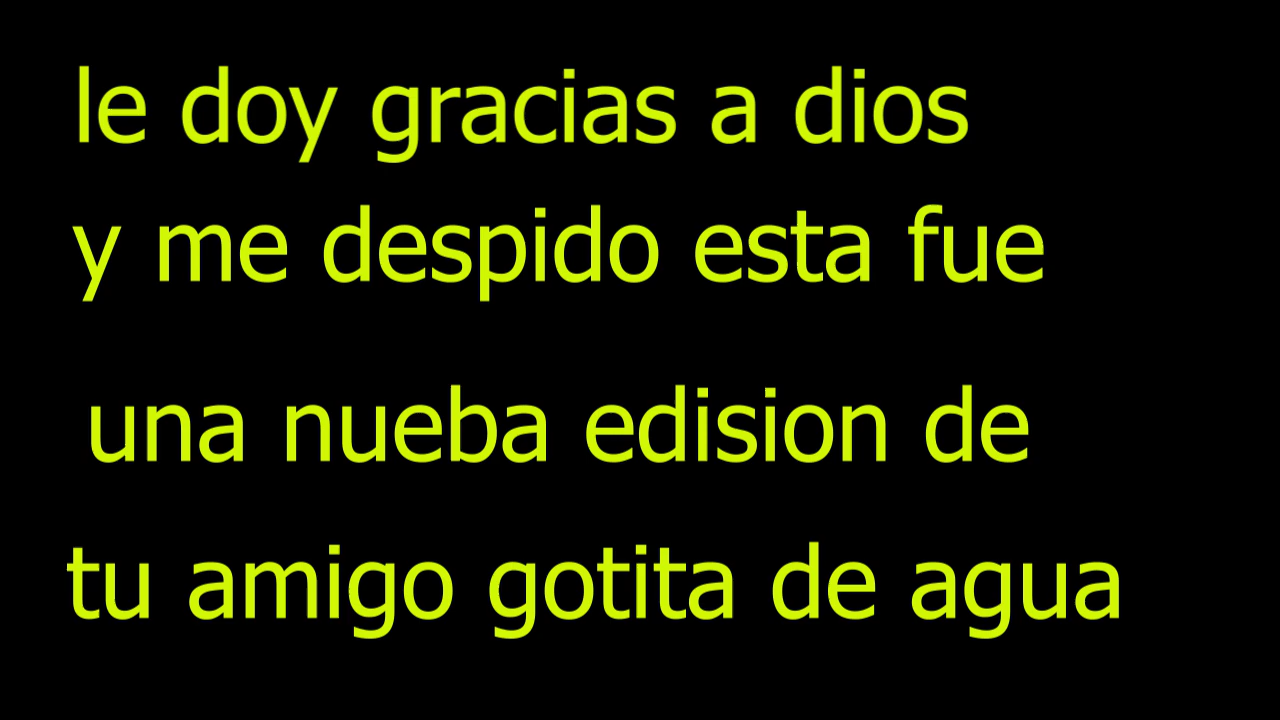 le doy gracias a dios
y me despido esta fue
una nueba edision de
tu amigo gotita de agua